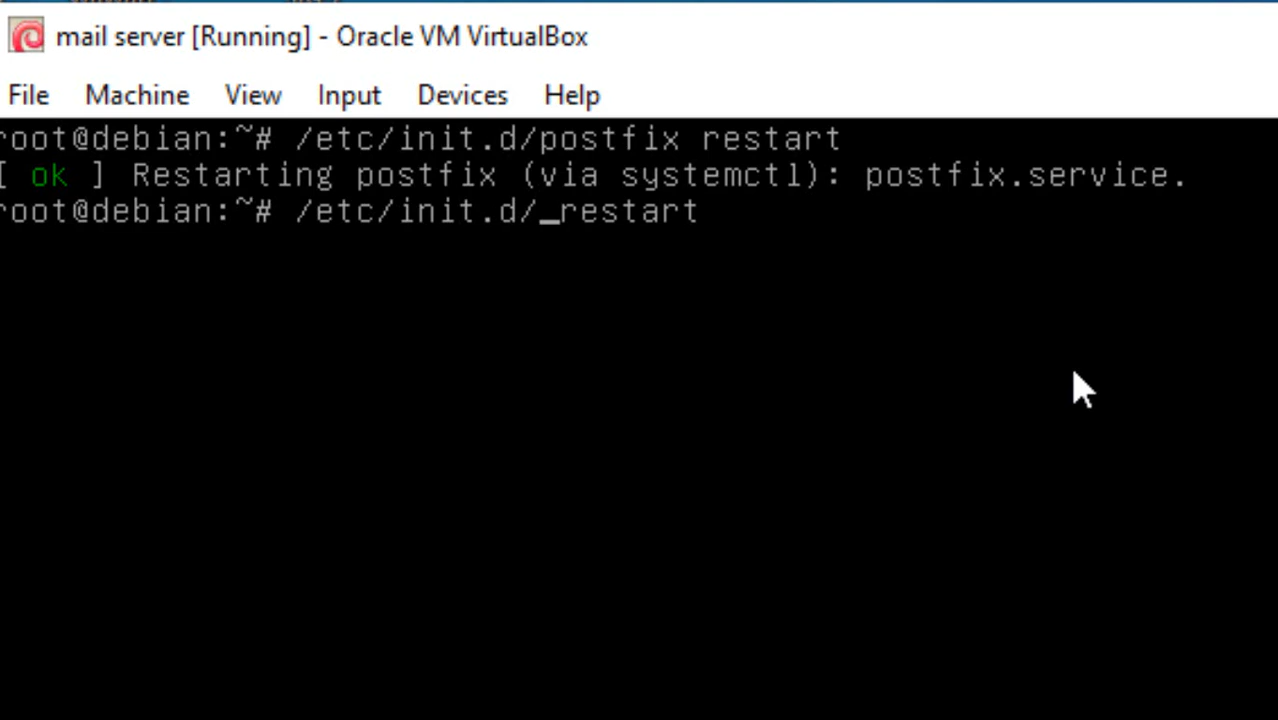 mail server [Running] - Oracle VM VirtualBox
File Machine View Input Devices Help
root@debian:~# /etc/init.d/postfix restart
[ ok ] Restarting postfix (via systemctl): postfix.service.
root@debian:~# /etc/init.d/_restart